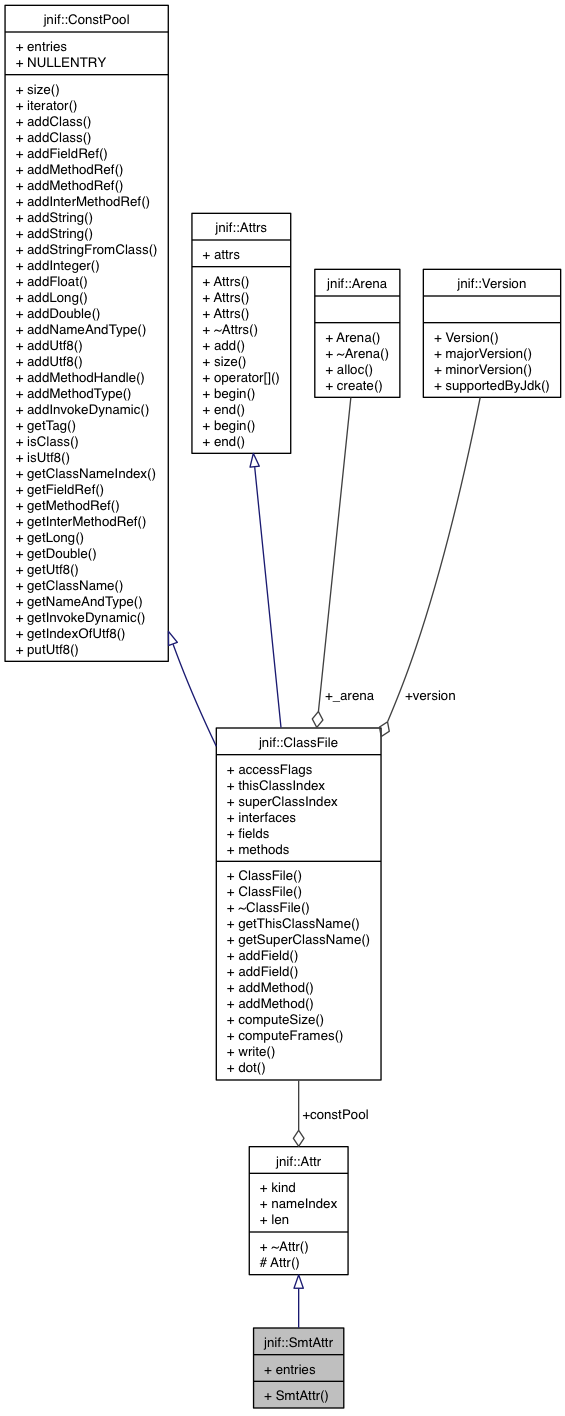 jnif::ConstPool
+ entries
+ NULLENTRY
+ size()
+ iterator()
+ addClass()
+ addClass()
+ addFieldRef()
+ addMethodRef()
+ addMethodRef()
+ addInterMethodRef()
+ addString()
+ addString()
+ addStringFromClass()
+ addInteger()
+ addFloat()
+ addLong()
+ addDouble()
+ addNameAndType()
+ addUtf8()
+ addUtf8()
+ addMethodHandle()
+ addMethodType()
+ addInvokeDynamic()
+ getTag()
+ isClass()
+ isUtf8()
+ getClassNameIndex()
+ getFieldRef()
+ getMethodRef()
+ getInterMethodRef()
+ getLong()
+ getDouble()
+ getUtf8()
+ getClassName()
+ getNameAndType()
+ getInvokeDynamic()
+ getIndexOfUtf8()
+ putUtf8()
jnif::Attrs
+ attrs
+ Attrs()
+ Attrs()
+ Attrs()
+ ~Attrs()
+ add()
+ size()
+ operator[]()
+ begin()
+ end()
+ begin()
+ end()
jnif::Arena
+ Arena()
+ ~Arena()
+ alloc()
+ create()
jnif::Version
+ Version()
+ majorVersion()
+ minorVersion()
+ supportedByJdk()
+_arena
+version
jnif::ClassFile
+ accessFlags
+ thisClassIndex
+ superClassIndex
+ interfaces
+ fields
+ methods
+ ClassFile()
+ ClassFile()
+ ~ClassFile()
+ getThisClassName()
+ getSuperClassName()
+ addField()
+ addField()
+ addMethod()
+ addMethod()
+ computeSize()
+ computeFrames()
+ write()
+ dot()
+constPool
jnif::Attr
+ kind
+ nameIndex
+ len
+ ~Attr()
# Attr()
jnif::SmtAttr
+ entries
+ SmtAttr()